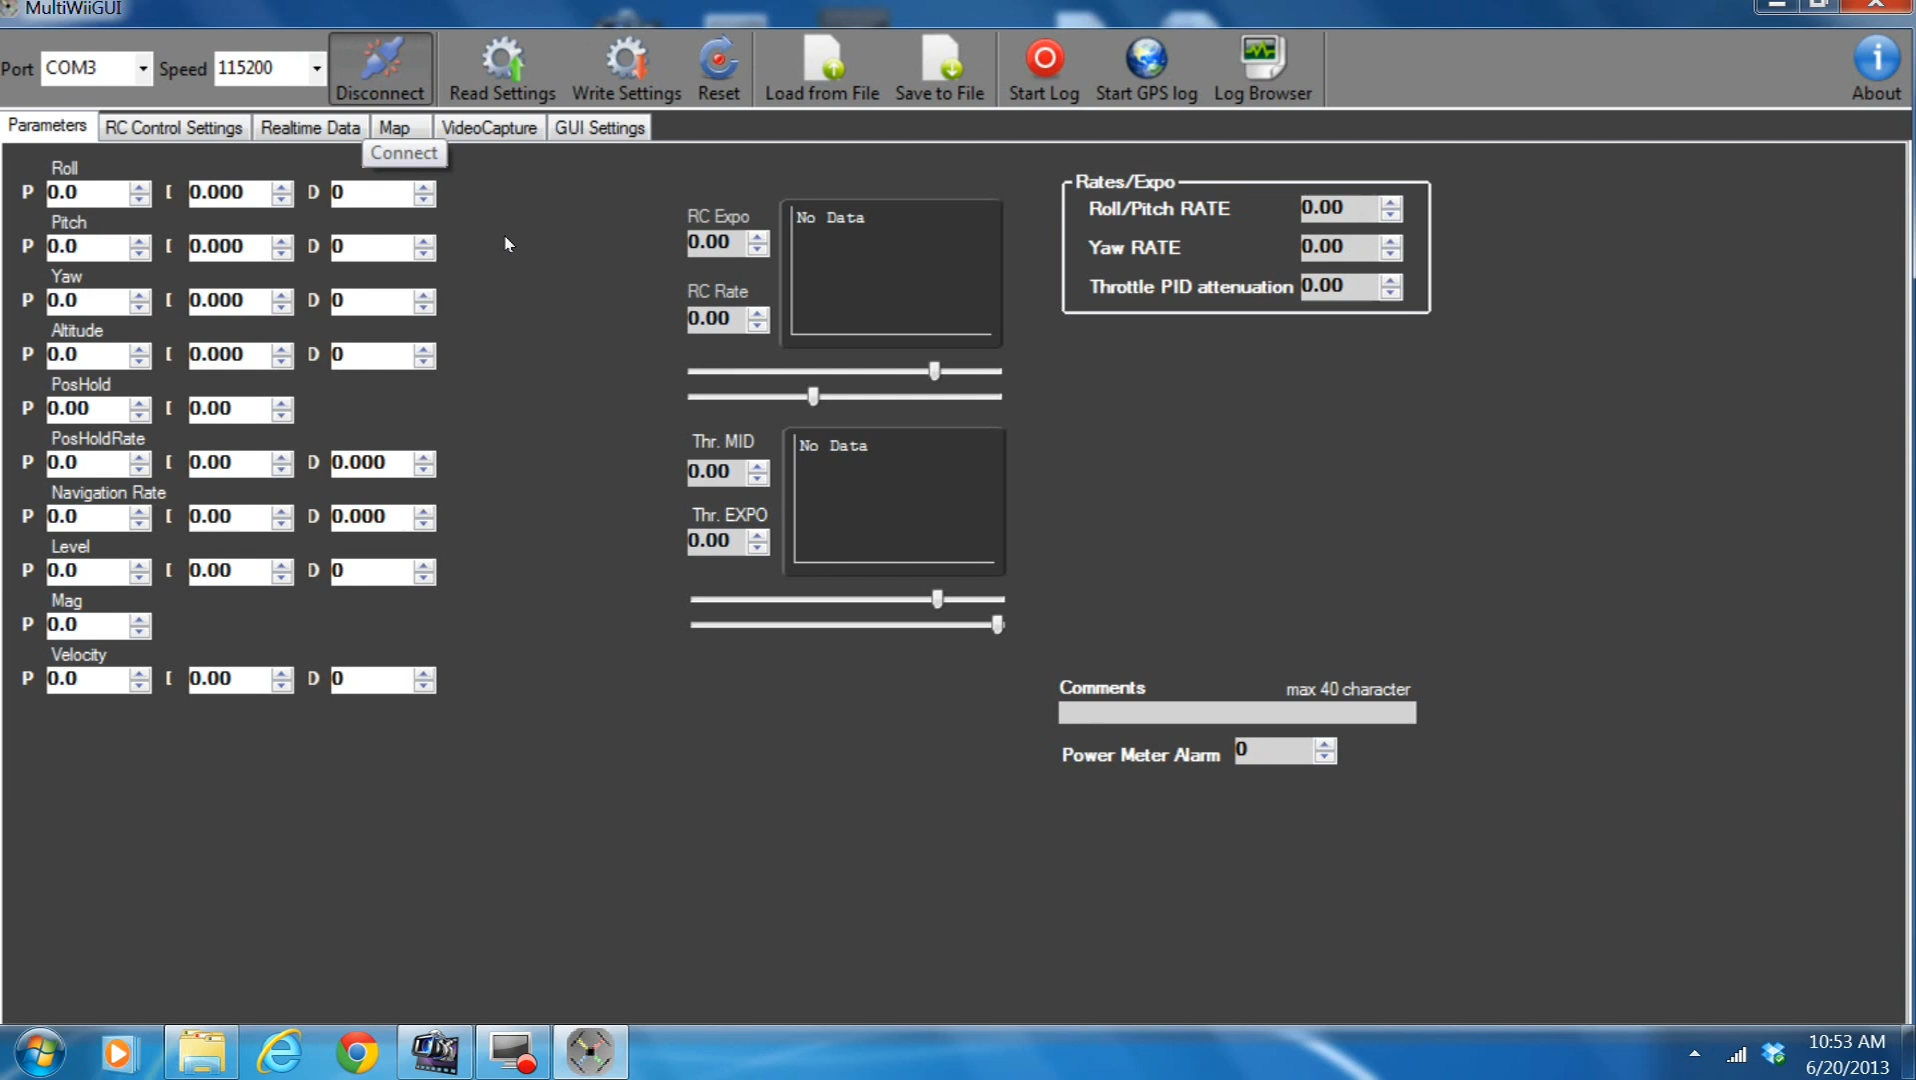 MultiWiiGUI
Port COM3 Speed 115200 Disconnect Read Settings Write Settings Reset Load from File Save to File Start Log Start GPS log Log Browser About
Parameters RC Control Settings Realtime Data Map VideoCapture GUI Settings
Connect
Roll
P 0.0 I 0.000 D 0
Pitch
P 0.0 I 0.000 D 0
Yaw
P 0.0 I 0.000 D 0
Altitude
P 0.0 I 0.000 D 0
PosHold
P 0.00 I 0.00
PosHoldRate
P 0.0 I 0.00 D 0.000
Navigation Rate
P 0.0 I 0.00 D 0.000
Level
P 0.0 I 0.00 D 0
Mag
P 0.0
Velocity
P 0.0 I 0.00 D 0
RC Expo
0.00
No Data
RC Rate
0.00
Thr. MID
0.00
No Data
Thr. EXPO
0.00
Rates/Expo
Roll/Pitch RATE 0.00
Yaw RATE 0.00
Throttle PID attenuation 0.00
Comments max 40 character
Power Meter Alarm 0
10:53 AM
6/20/2013